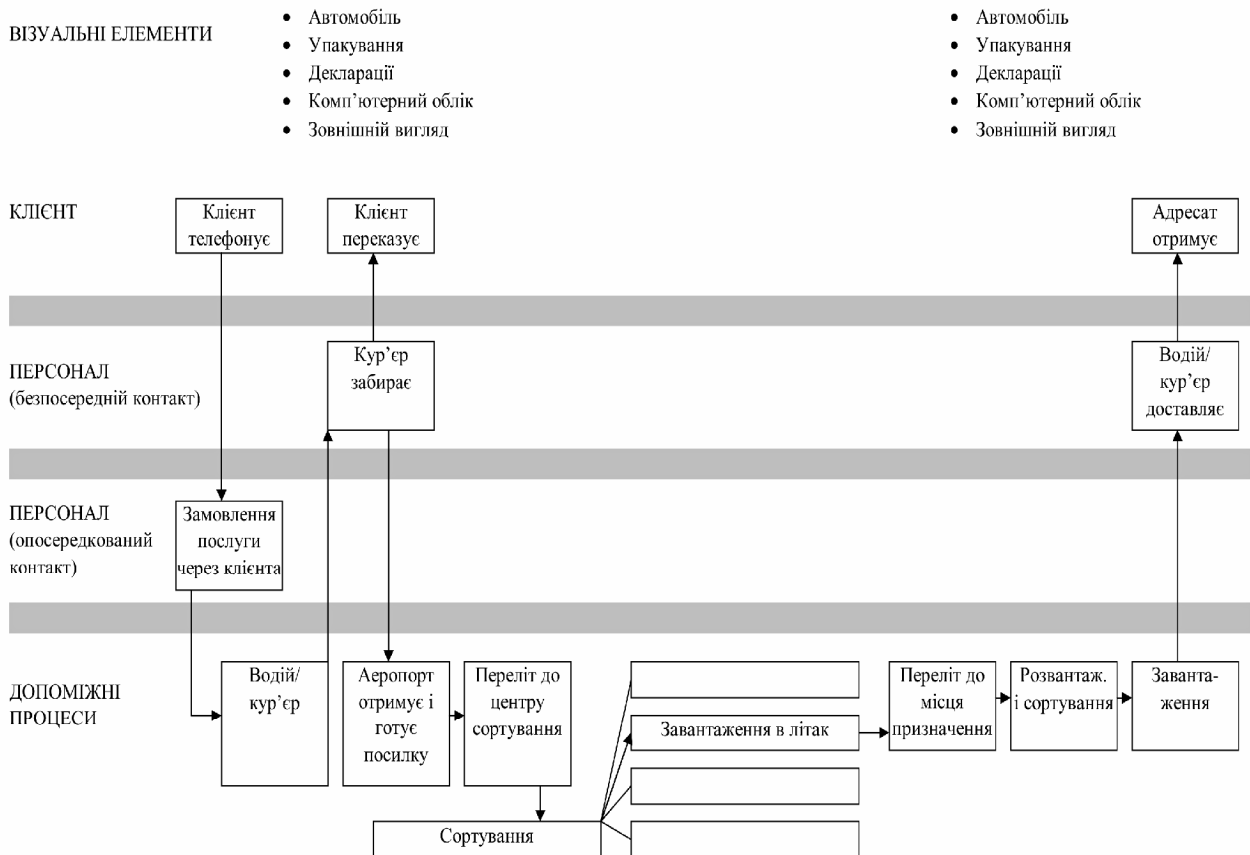 ВІЗУАЛЬНІ ЕЛЕМЕНТИ
• Автомобіль
• Упакування
• Декларації
• Комп’ютерний облік
• Зовнішній вигляд
• Автомобіль
• Упакування
• Декларації
• Комп’ютерний облік
• Зовнішній вигляд
КЛІЄНТ
Клієнт
телефонує
Клієнт
переказує
Адресат
отримує
ПЕРСОНАЛ
(безпосередній контакт)
Кур’єр
забирає
Водій/
кур’єр
доставляє
ПЕРСОНАЛ
(опосередкований
контакт)
Замовлення
послуги
через клієнта
ДОПОМІЖНІ
ПРОЦЕСИ
Водій/
кур’єр
Аеропорт
отримує і
готує
посилку
Переліт до
центру
сортування
Сортування
Завантаження в літак
Переліт до
місця
призначення
Розвантаж.
і сортування
Заванта-
ження